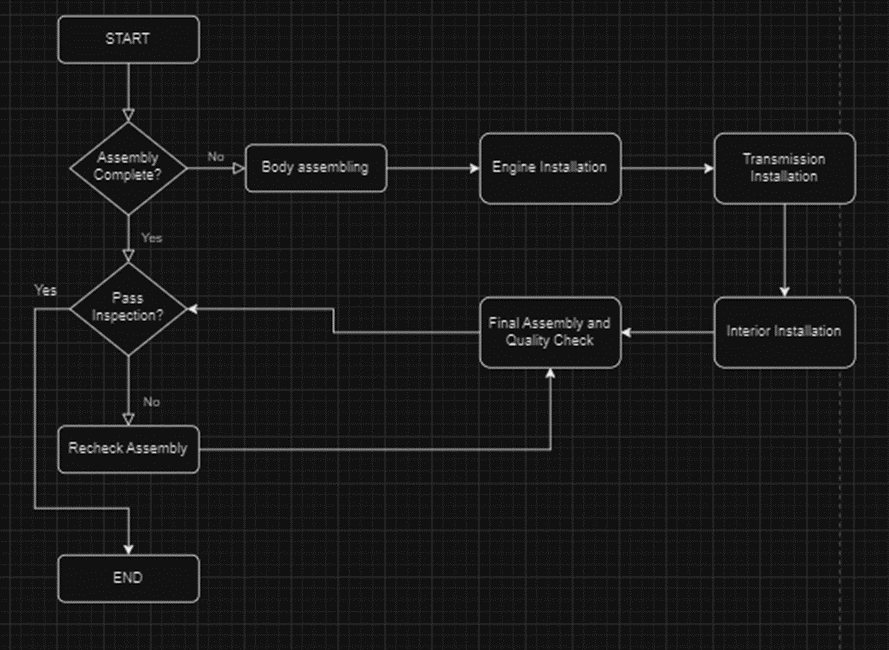 START
Assembly
Complete?
No
Body assembling
Engine Installation
Transmission
Installation
Yes
Yes
Pass
Inspection?
Final Assembly and
Quality Check
Interior Installation
No
Recheck Assembly
END